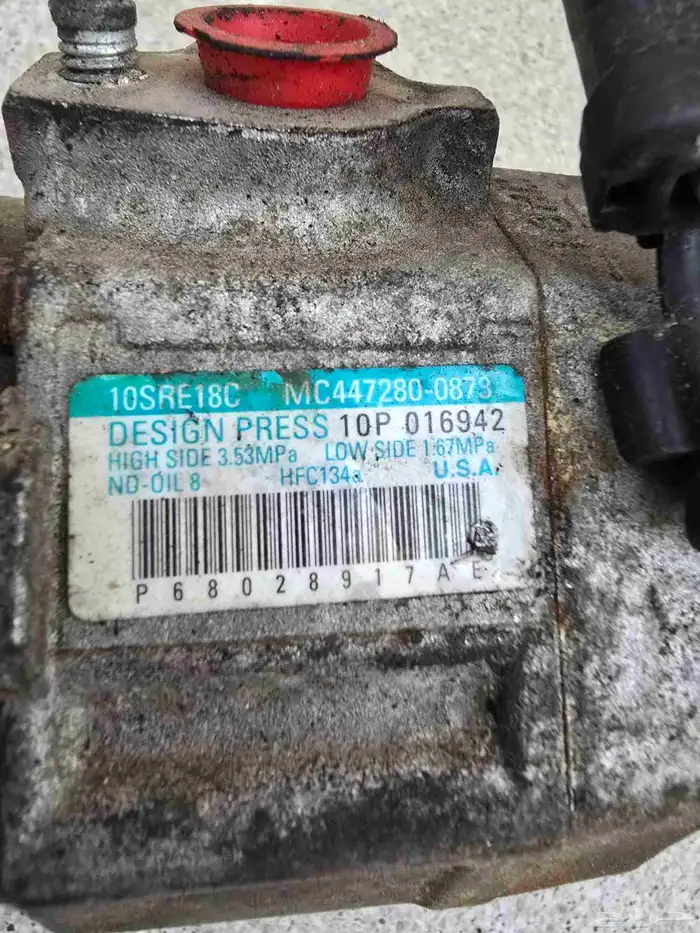 10SRE18C MC447280-0873
DESIGN PRESS 10P 016942
HIGH SIDE 3.53MPa LOW SIDE 1.67MPa
ND-OIL 8 HFC134a U.S.A.
P68028917AE
حراج